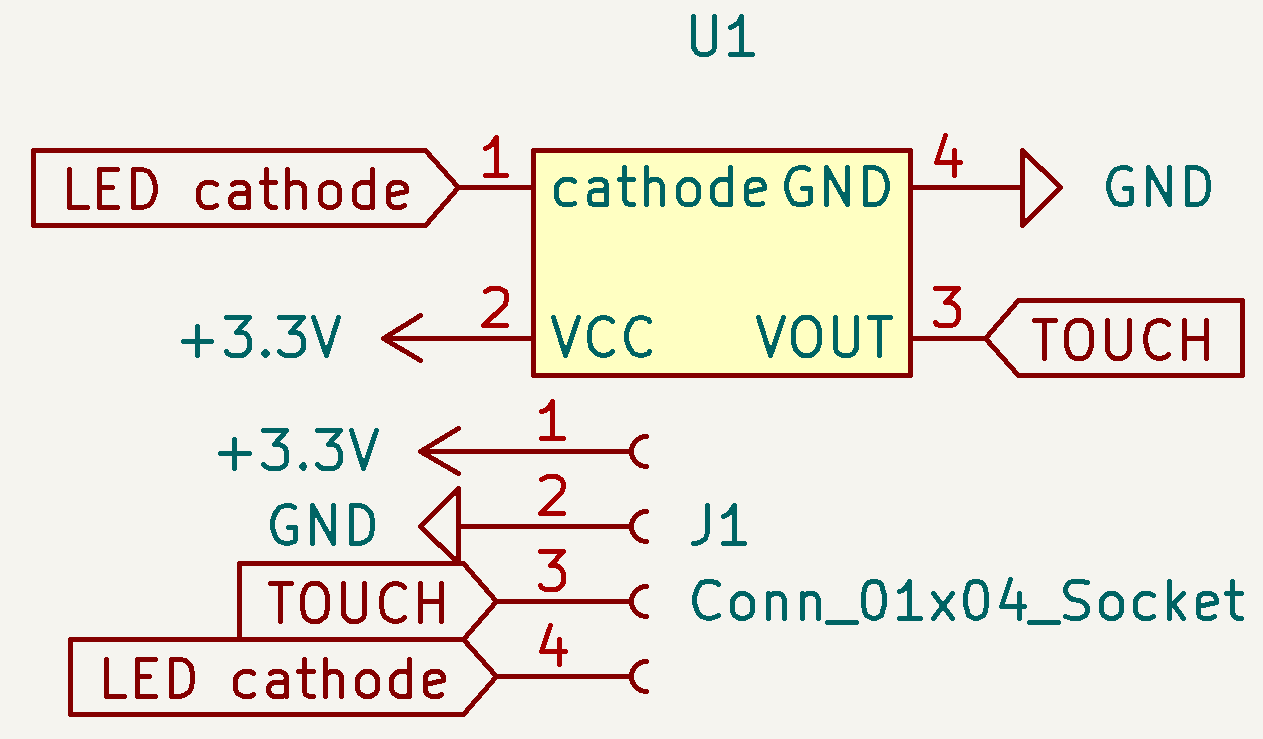 U1
LED cathode 1 cathode GND 4 GND
+3.3V 2 VCC VOUT 3 TOUCH
+3.3V 1
GND 2 J1
TOUCH 3 Conn_01x04_Socket
LED cathode 4